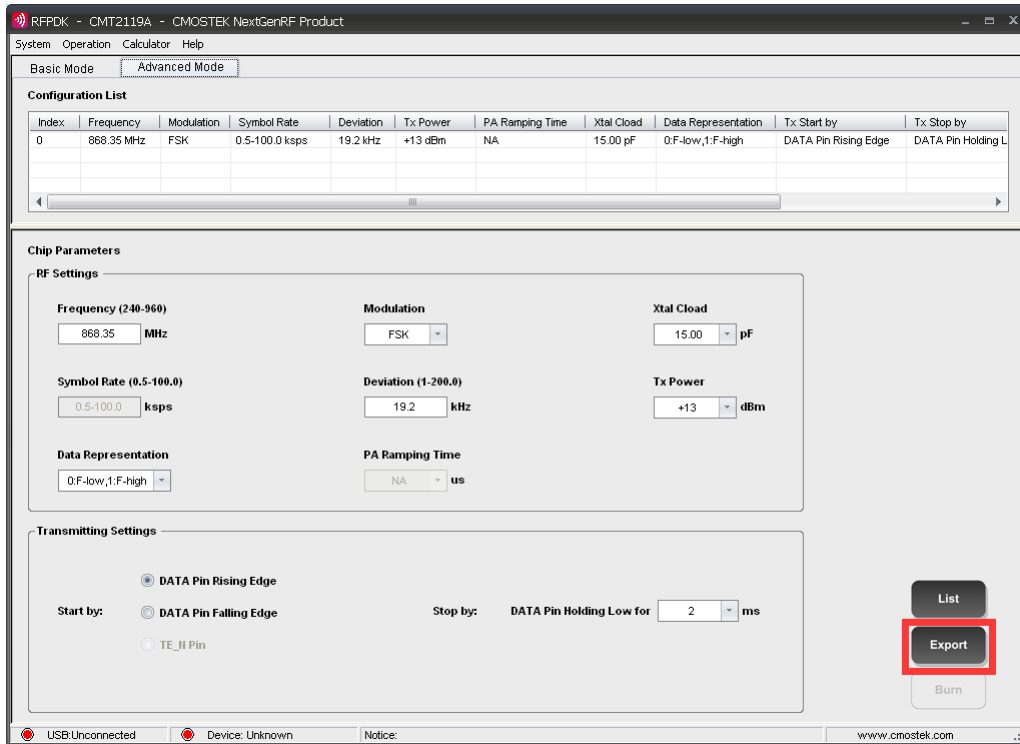 RFPDK - CMT2119A - CMOSTEK NextGenRF Product
System Operation Calculator Help
Basic Mode Advanced Mode
Configuration List
Index Frequency Modulation Symbol Rate Deviation Tx Power PA Ramping Time Xtal Cload Data Representation Tx Start by Tx Stop by
0 868.35 MHz FSK 0.5-100.0 ksps 19.2 kHz +13 dBm NA 15.00 pF 0:F-low,1:F-high DATA Pin Rising Edge DATA Pin Holding L
Chip Parameters
RF Settings
Frequency (240-960) Modulation Xtal Cload
868.35 MHz FSK 15.00 pF
Symbol Rate (0.5-100.0) Deviation (1-200.0) Tx Power
0.5-100.0 ksps 19.2 kHz +13 dBm
Data Representation PA Ramping Time
0:F-low,1:F-high NA us
Transmitting Settings
DATA Pin Rising Edge
Start by: DATA Pin Falling Edge Stop by: DATA Pin Holding Low for 2 ms
TE_N Pin
List
Export
Burn
USB:Unconnected Device: Unknown Notice: www.cmostek.com